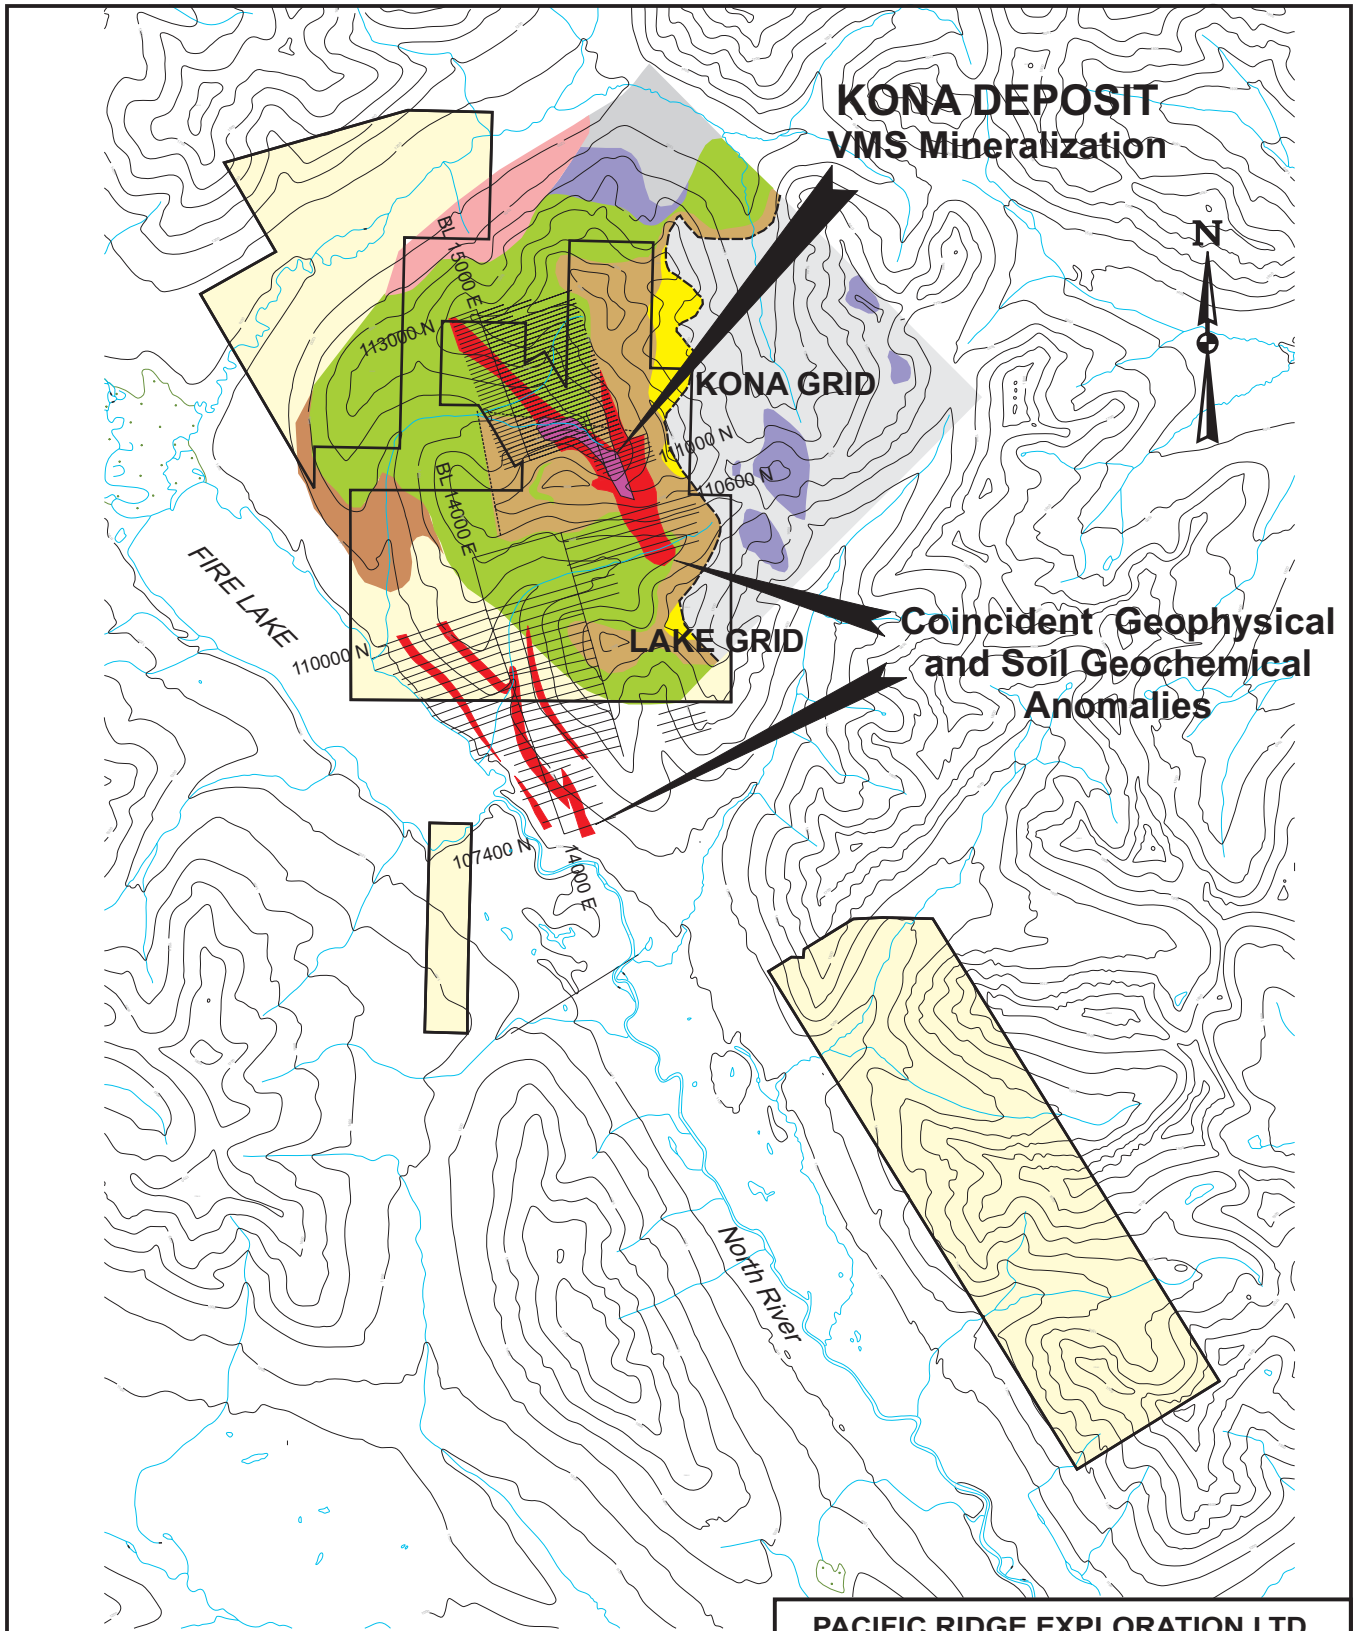 KONA DEPOSIT
VMS Mineralization
N
BL 15000 E
113000 N
KONA GRID
111000 N
110600 N
BL 14000 E
FIRE LAKE
Coincident Geophysical
and Soil Geochemical
Anomalies
LAKE GRID
110000 N
107400 N
14000 E
North River
PACIFIC RIDGE EXPLORATION LTD